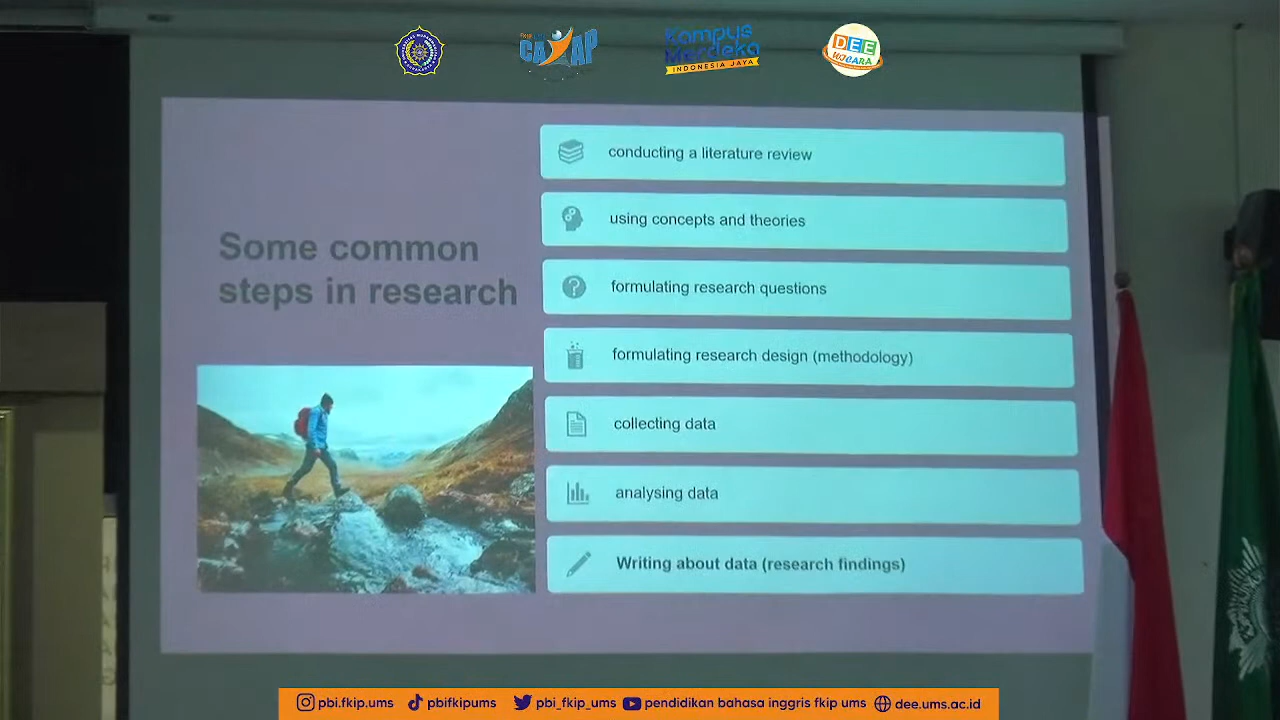 CAKAP
Kampus
Merdeka
INDONESIA JAYA
DEE
WICARA
Some common
steps in research
conducting a literature review
using concepts and theories
formulating research questions
formulating research design (methodology)
collecting data
analysing data
Writing about data (research findings)
pbi.fkip.ums pbifkipums pbi_fkip_ums pendidikan bahasa inggris fkip ums dee.ums.ac.id